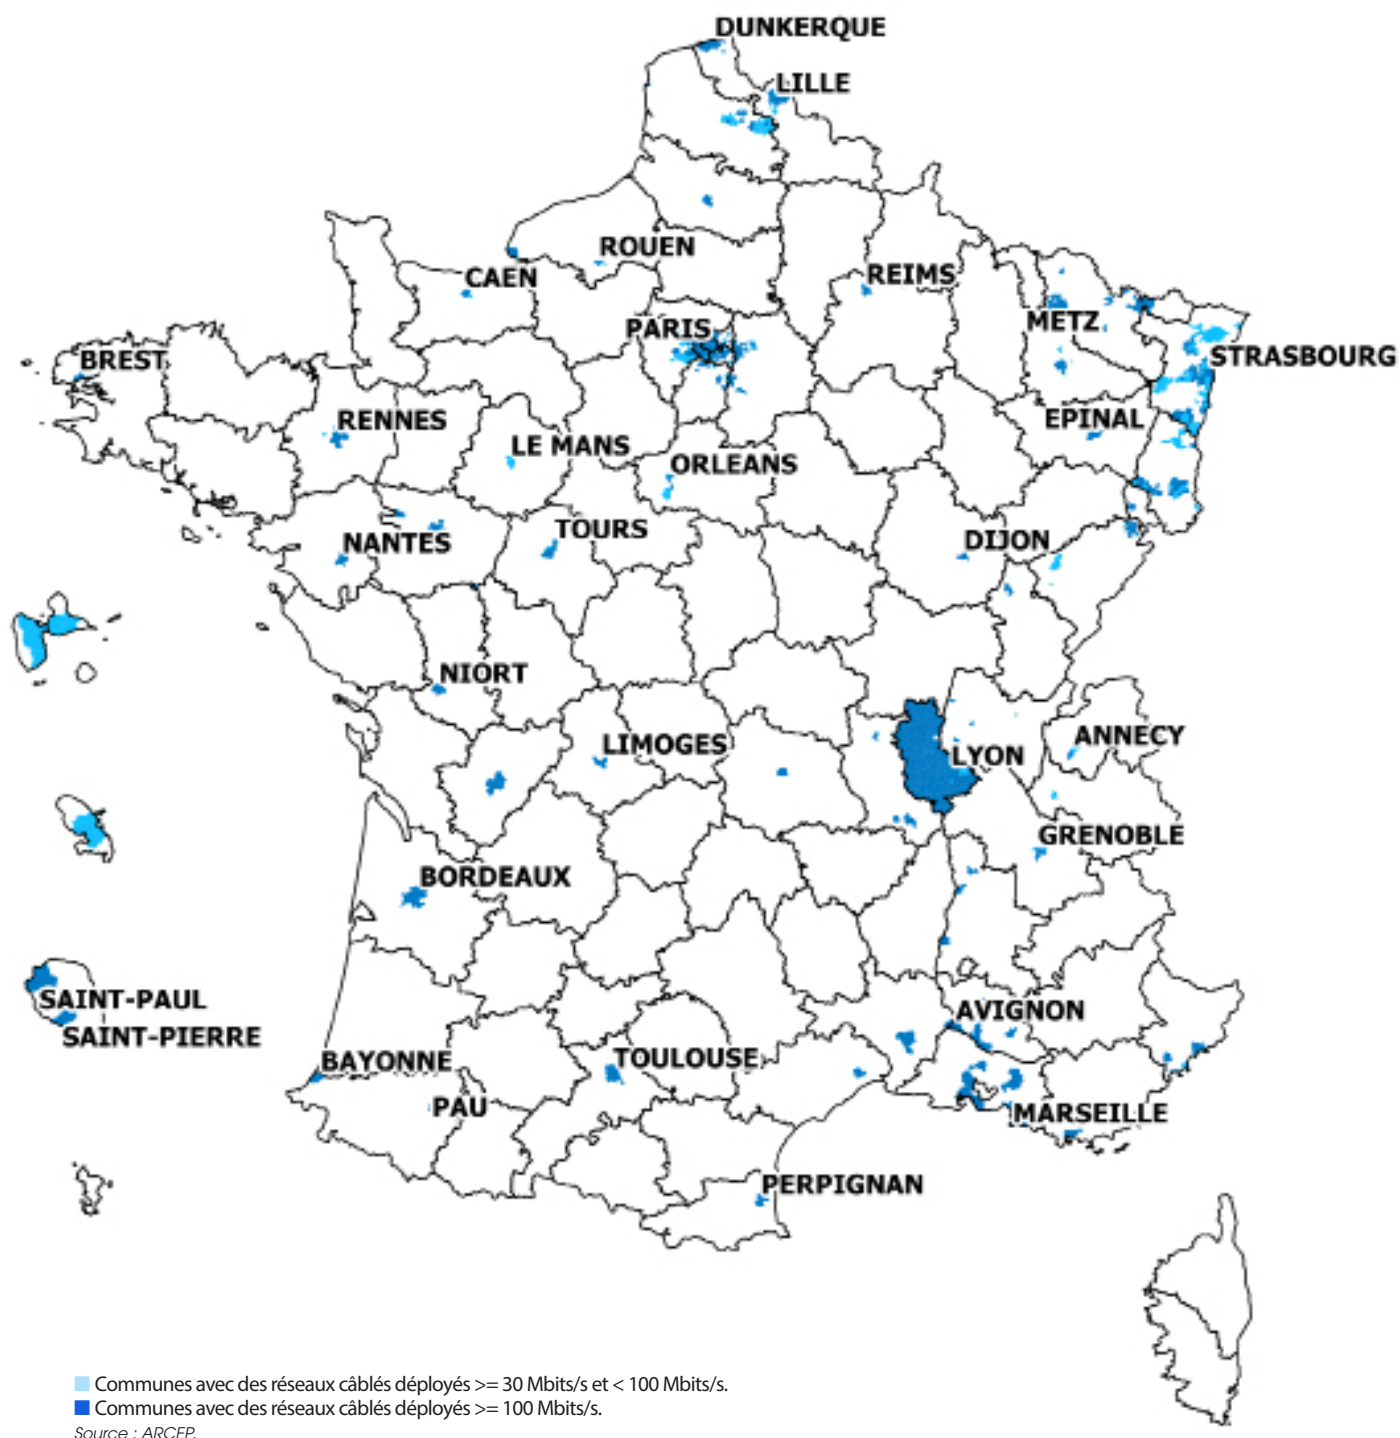 DUNKERQUE
LILLE
ROUEN
CAEN
REIMS
METZ
PARIS
STRASBOURG
BREST
RENNES
EPINAL
LE MANS
ORLEANS
TOURS
DIJON
NANTES
NIORT
LIMOGES
ANNECY
LYON
GRENOBLE
BORDEAUX
SAINT-PAUL
AVIGNON
SAINT-PIERRE
BAYONNE
TOULOUSE
PAU
MARSEILLE
PERPIGNAN
Communes avec des réseaux câblés déployés >= 30 Mbits/s et < 100 Mbits/s.
Communes avec des réseaux câblés déployés >= 100 Mbits/s.
Source : ARCEP.